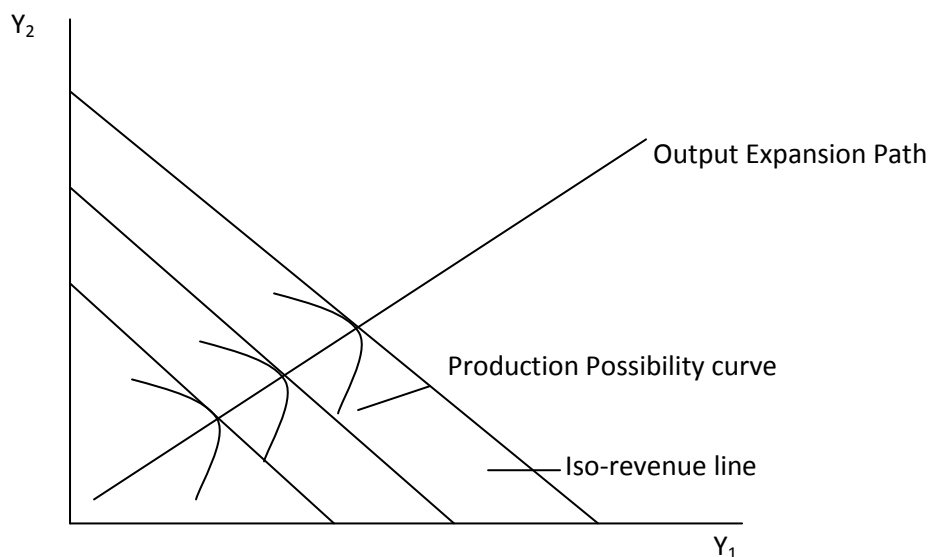 Y₂
Output Expansion Path
Production Possibility curve
Iso-revenue line
Y₁